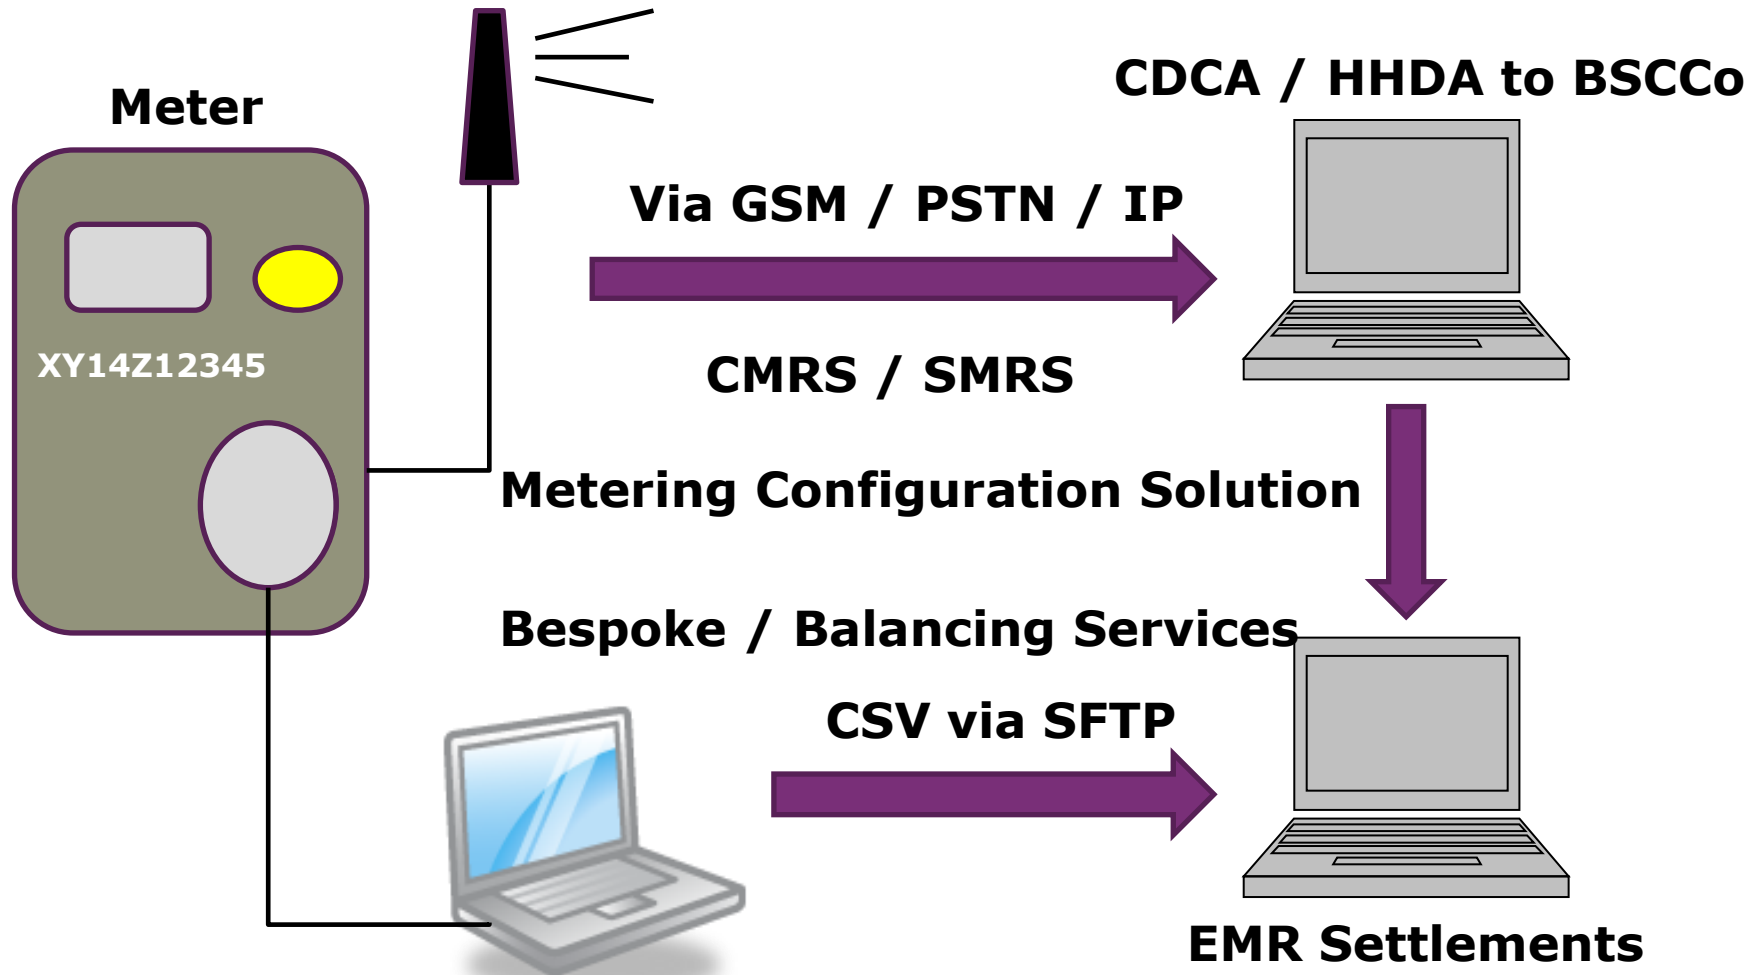 CDCA / HHDA to BSCCo
Meter
Via GSM / PSTN / IP
XY14Z12345
CMRS / SMRS
Metering Configuration Solution
Bespoke / Balancing Services
CSV via SFTP
EMR Settlements